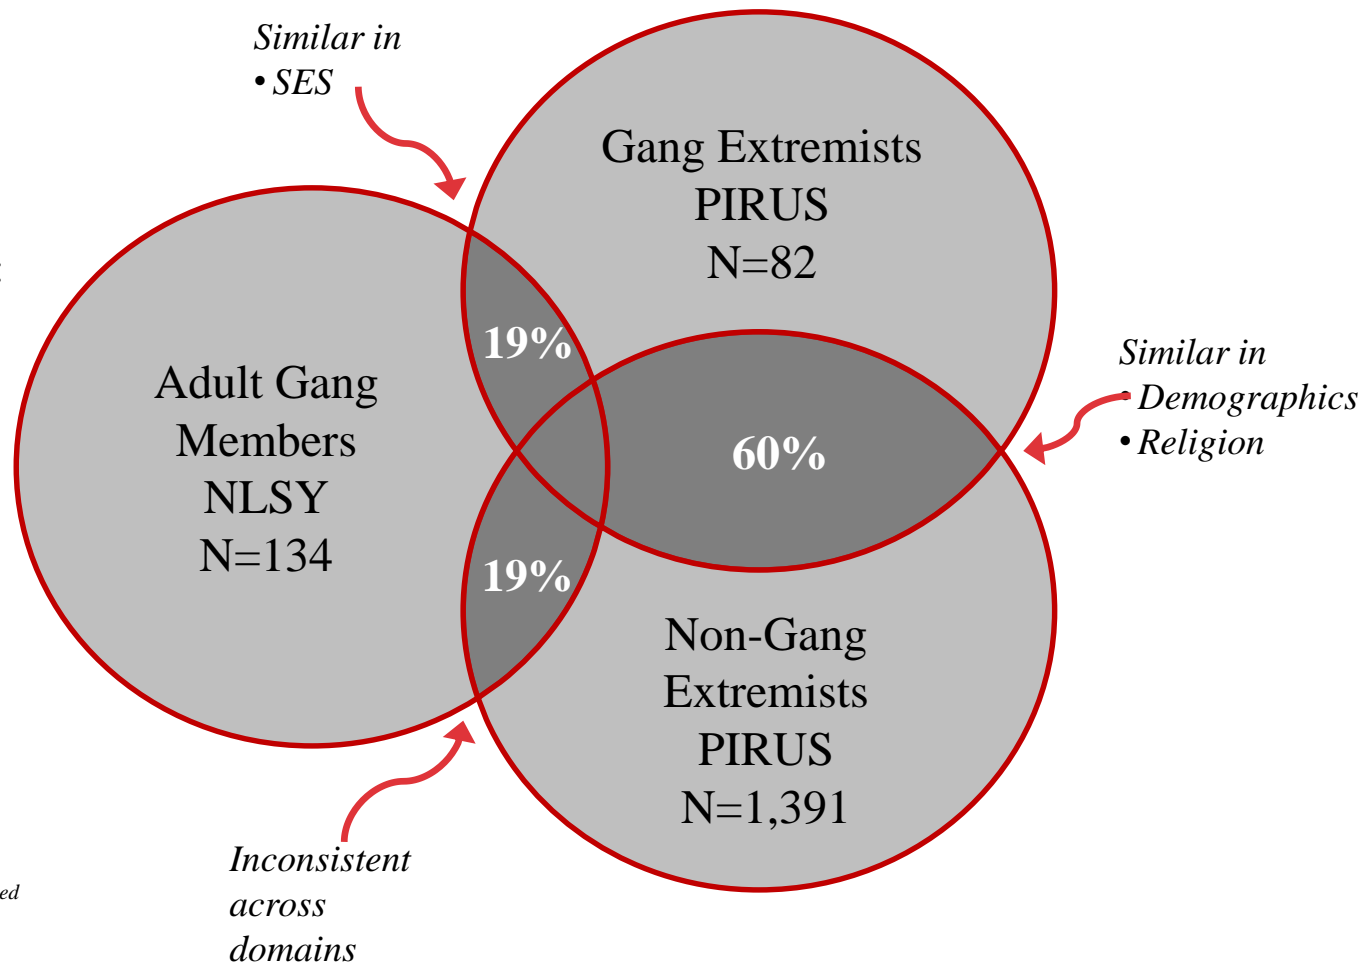 Similar in
• SES
Gang Extremists
PIRUS
N=82
19%
Adult Gang
Members
NLSY
N=134
60%
Similar in
• Demographics
• Religion
19%
Non-Gang
Extremists
PIRUS
N=1,391
Inconsistent
across
domains
ed